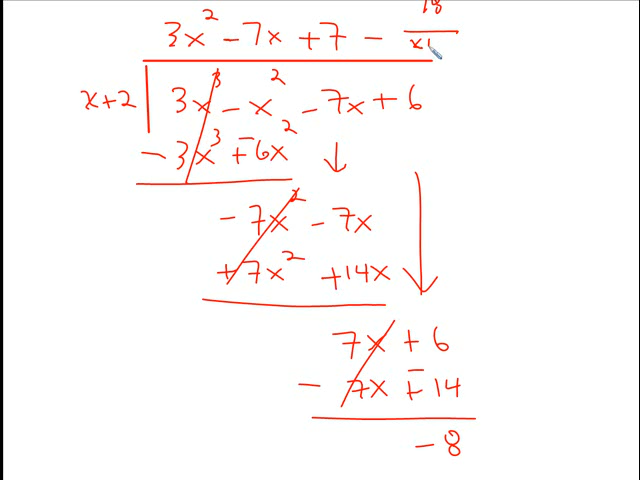 18
3x² - 7x + 7 - x+
x+2 3x³ - x² - 7x + 6
- 3x³ +- 6x² ↓
- 7x² - 7x
+ 7x² + 14x
7x + 6
- 7x +- 14
- 8